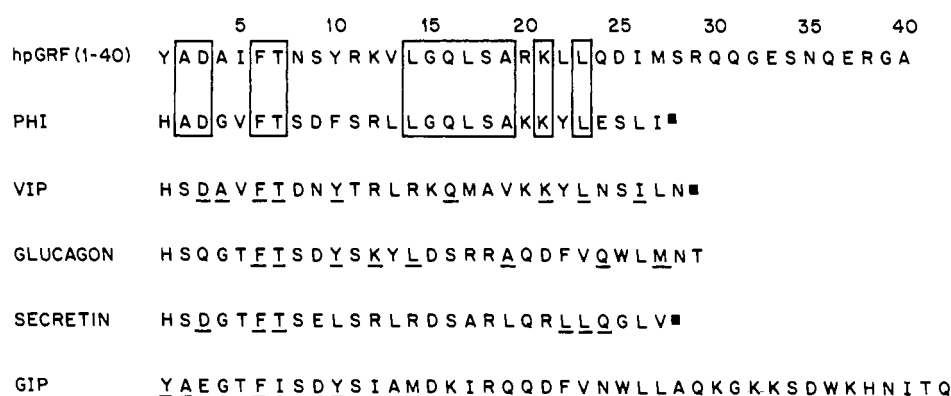 5 10 15 20 25 30 35 40
hpGRF (1-40) Y A D A I F T N S Y R K V L G Q L S A R K L L Q D I M S R Q Q G E S N Q E R G A
PHI H A D G V F T S D F S R L L G Q L S A K K Y L E S L I ■
VIP H S D A V F T D N Y T R L R K Q M A V K K Y L N S I L N ■
GLUCAGON H S Q G T F T S D Y S K Y L D S R R A Q D F V Q W L M N T
SECRETIN H S D G T F T S E L S R L R D S A R L Q R L L Q G L V ■
GIP Y A E G T F I S D Y S I A M D K I R Q Q D F V N W L L A Q K G K K S D W K H N I T Q